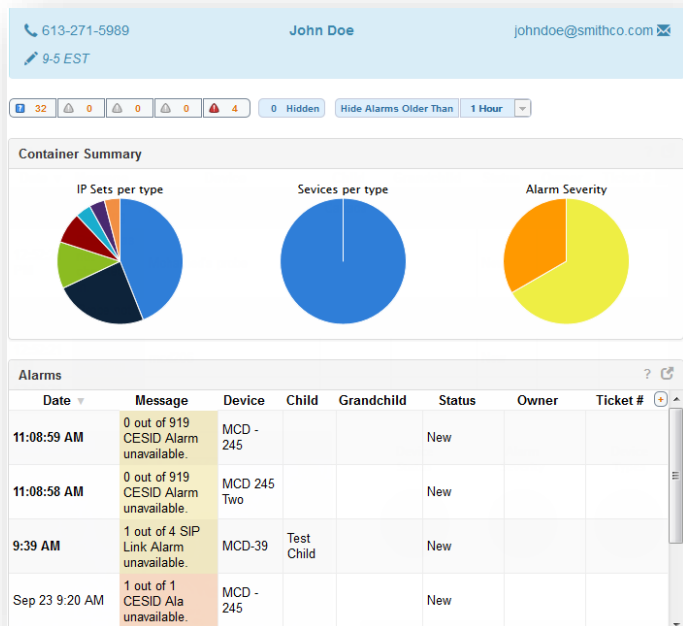 613-271-5989 John Doe johndoe@smithco.com
9-5 EST
? 32 0 0 0 4 0 Hidden Hide Alarms Older Than 1 Hour
Container Summary
IP Sets per type Sevices per type Alarm Severity
Alarms ?
Date Message Device Child Grandchild Status Owner Ticket # +
11:08:59 AM 0 out of 919 CESID Alarm unavailable. MCD - 245 New
11:08:58 AM 0 out of 919 CESID Alarm unavailable. MCD 245 Two New
9:39 AM 1 out of 4 SIP Link Alarm unavailable. MCD-39 Test Child New
Sep 23 9:20 AM 1 out of 1 CESID Ala unavailable. MCD - 245 New